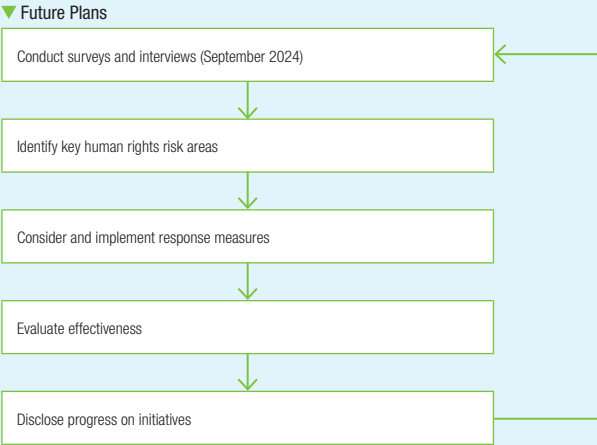 ▼ Future Plans
Conduct surveys and interviews (September 2024)
Identify key human rights risk areas
Consider and implement response measures
Evaluate effectiveness
Disclose progress on initiatives